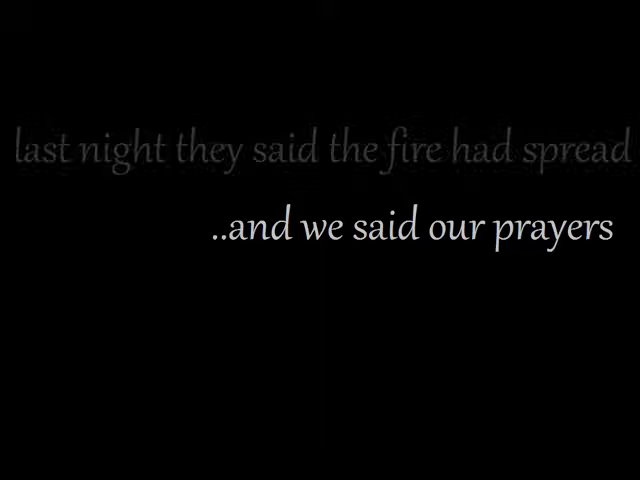 last night they said the fire had spread
..and we said our prayers